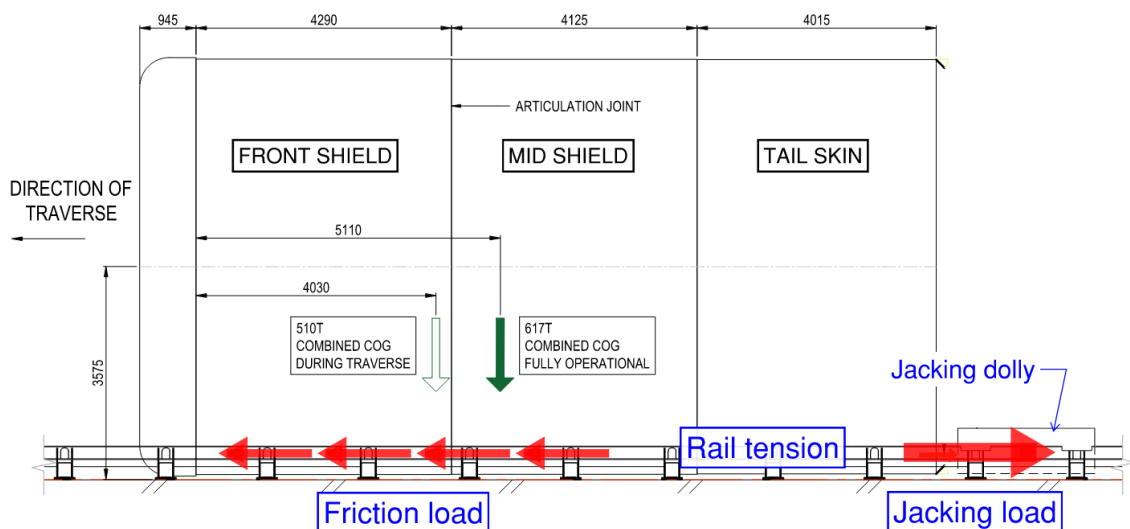 945
4290
4125
4015
ARTICULATION JOINT
FRONT SHIELD
MID SHIELD
TAIL SKIN
DIRECTION OF
TRAVERSE
5110
4030
3575
510T
COMBINED COG
DURING TRAVERSE
617T
COMBINED COG
FULLY OPERATIONAL
Jacking dolly
Rail tension
Friction load
Jacking load